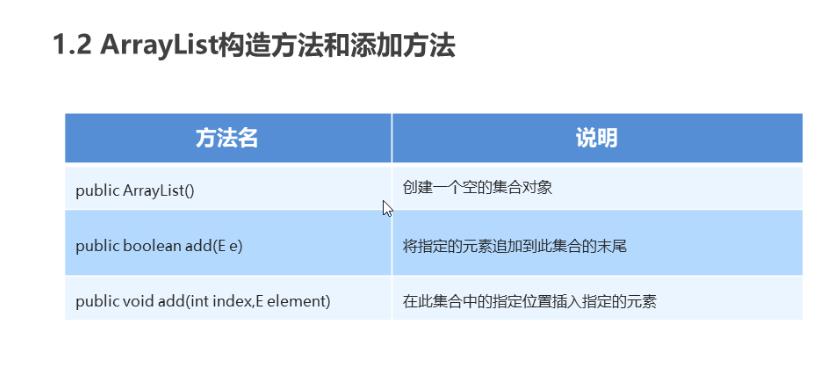 1.2 ArrayList构造方法和添加方法
方法名 说明
public ArrayList() 创建一个空的集合对象
public boolean add(E e) 将指定的元素追加到此集合的末尾
public void add(int index,E element) 在此集合中的指定位置插入指定的元素